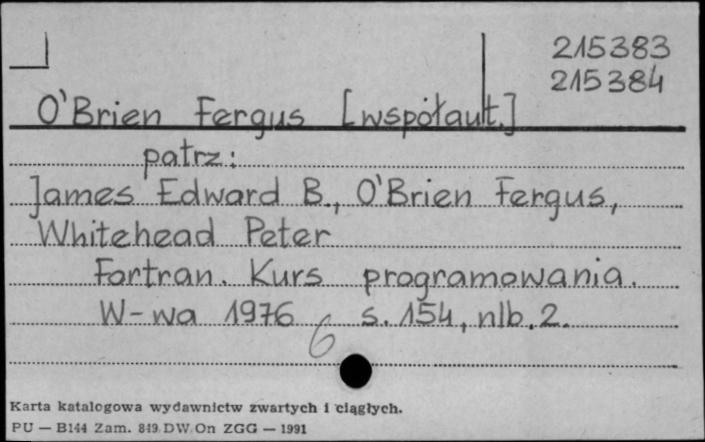 215383
215384
O'Brien Fergus [współaut.]
patrz:
James Edward B., O'Brien Fergus,
Whitehead Peter
Fortran. Kurs programowania.
W-wa 1976 s. 154, nlb. 2.
6
Karta katalogowa wydawnictw zwartych i ciągłych.
PU — B144 Zam. 849 DW On ZGG — 1991